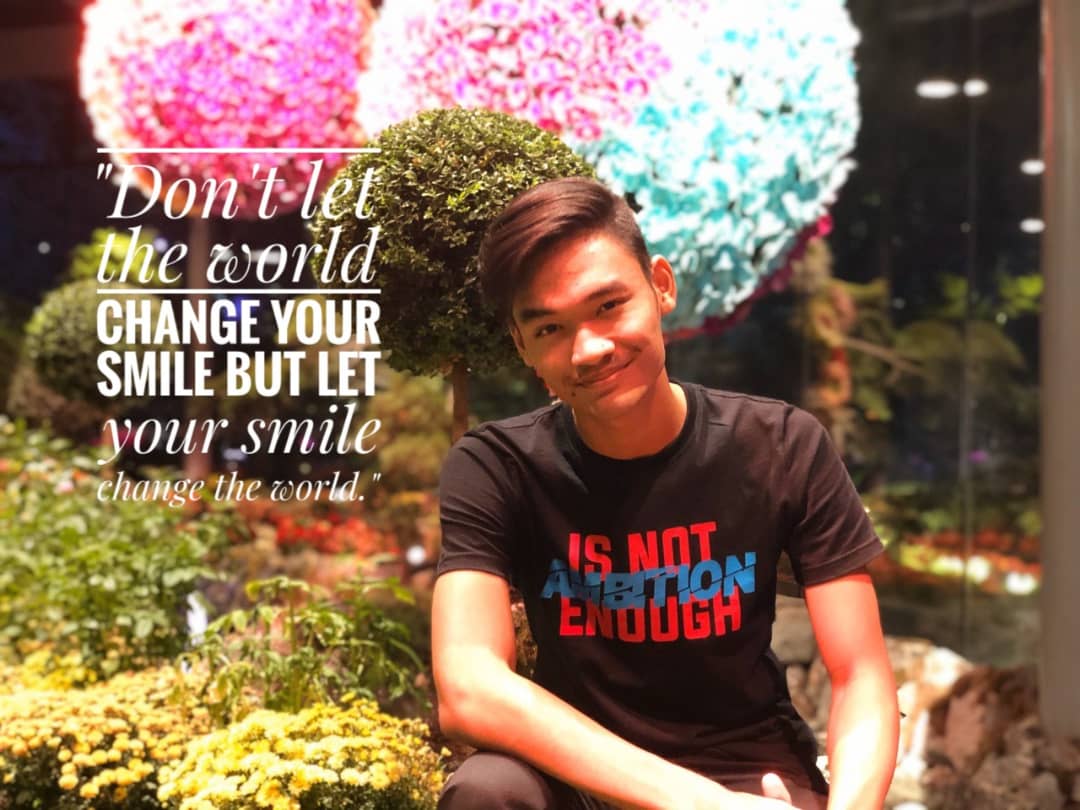 "Don't let
the world
CHANGE YOUR
SMILE BUT LET
your smile
change the world."
IS NOT
AMBITION
ENOUGH